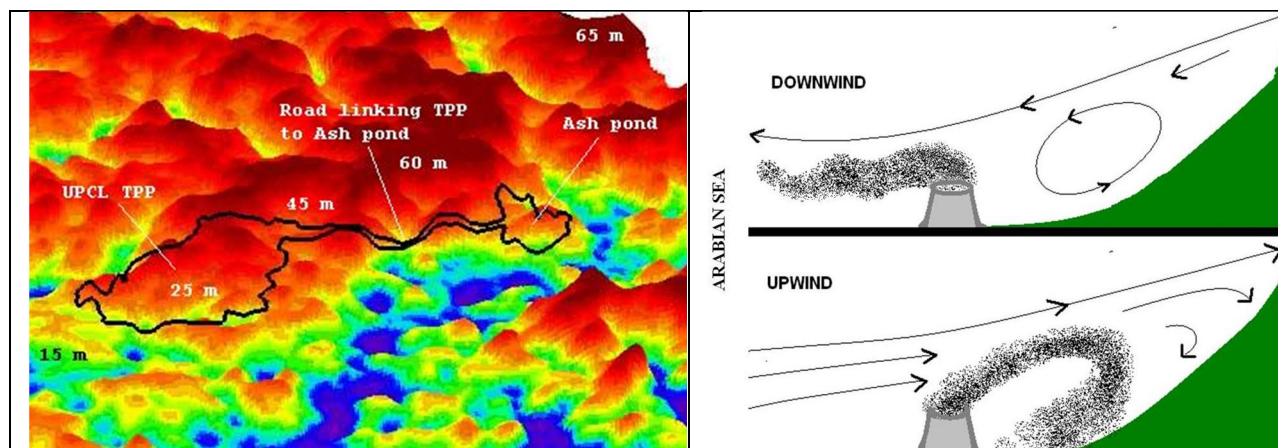 65 m
Road linking TPP
to Ash pond
Ash pond
60 m
UPCL TPP
45 m
25 m
15 m
ARABIAN SEA
DOWNWIND
UPWIND